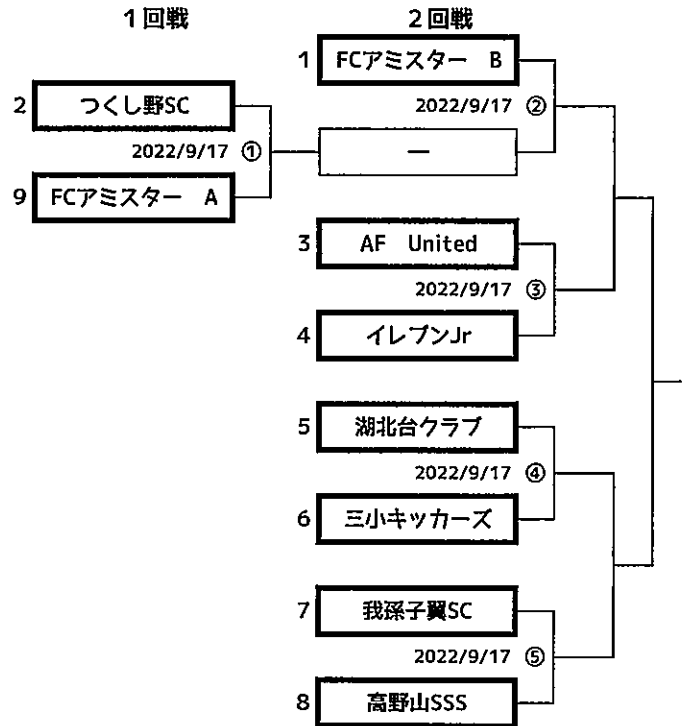 1回戦
2回戦
1 FCアミスター B
2 つくし野SC
2022/9/17 ②
2022/9/17 ①
ー
9 FCアミスター A
3 AF United
2022/9/17 ③
4 イレブンJr
5 湖北台クラブ
2022/9/17 ④
6 三小キッカーズ
7 我孫子翼SC
2022/9/17 ⑤
8 高野山SSS